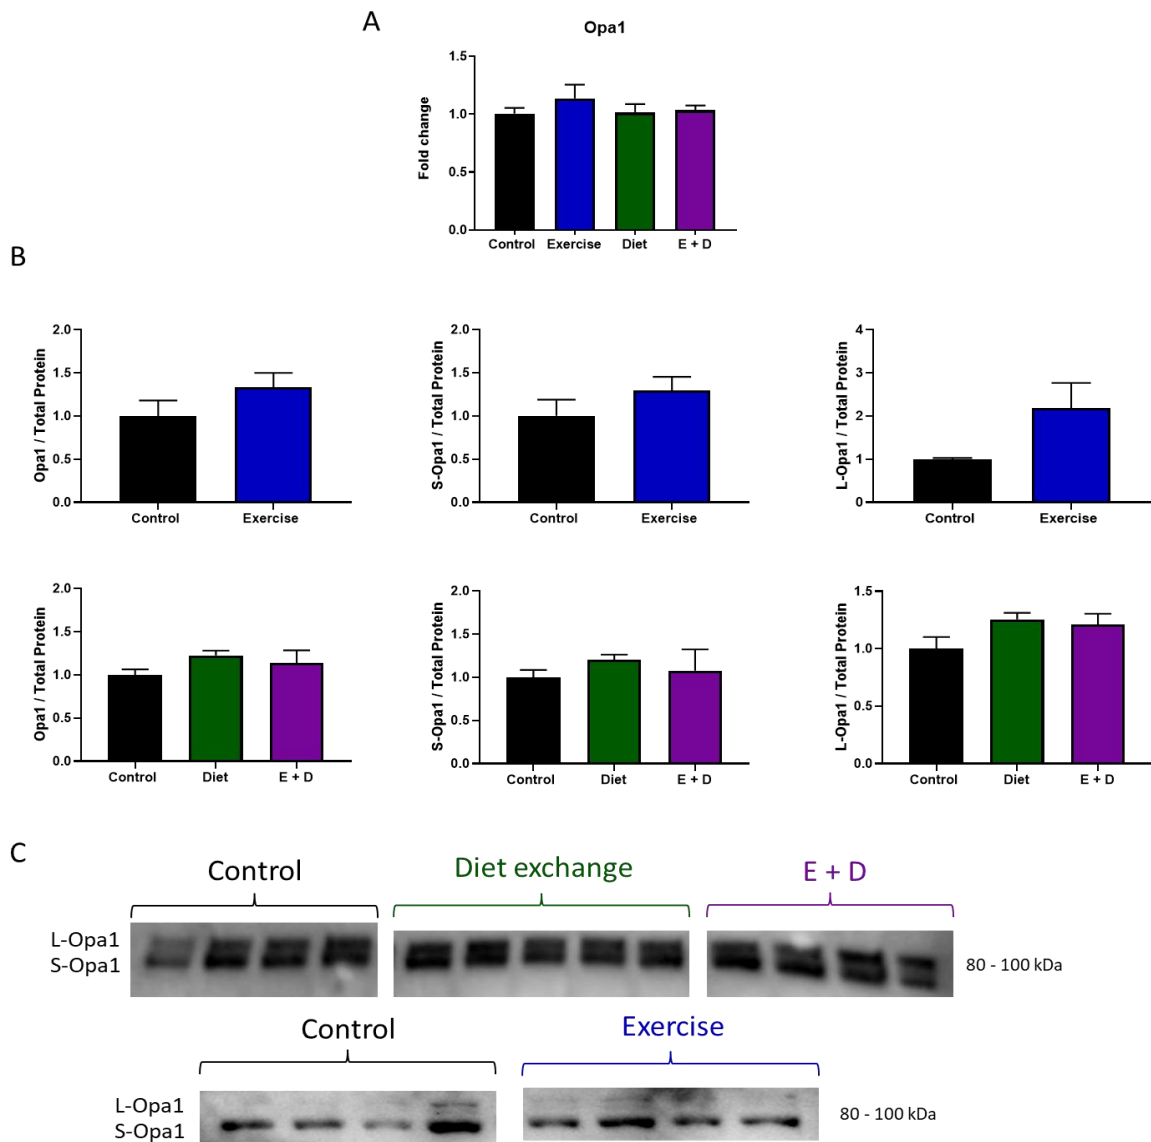 A
Opa1
Fold change
1.5
1.0
0.5
0.0
Control Exercise Diet E + D
B
Opa1 / Total Protein
2.0
1.5
1.0
0.5
0.0
Control Exercise
S-Opa1 / Total Protein
2.0
1.5
1.0
0.5
0.0
Control Exercise
L-Opa1 / Total Protein
4
3
2
1
0
Control Exercise
Opa1 / Total Protein
2.0
1.5
1.0
0.5
0.0
Control Diet E + D
S-Opa1 / Total Protein
2.0
1.5
1.0
0.5
0.0
Control Diet E + D
L-Opa1 / Total Protein
1.5
1.0
0.5
0.0
Control Diet E + D
C
Control Diet exchange E + D
L-Opa1
S-Opa1
80 - 100 kDa
Control Exercise
L-Opa1
S-Opa1
80 - 100 kDa